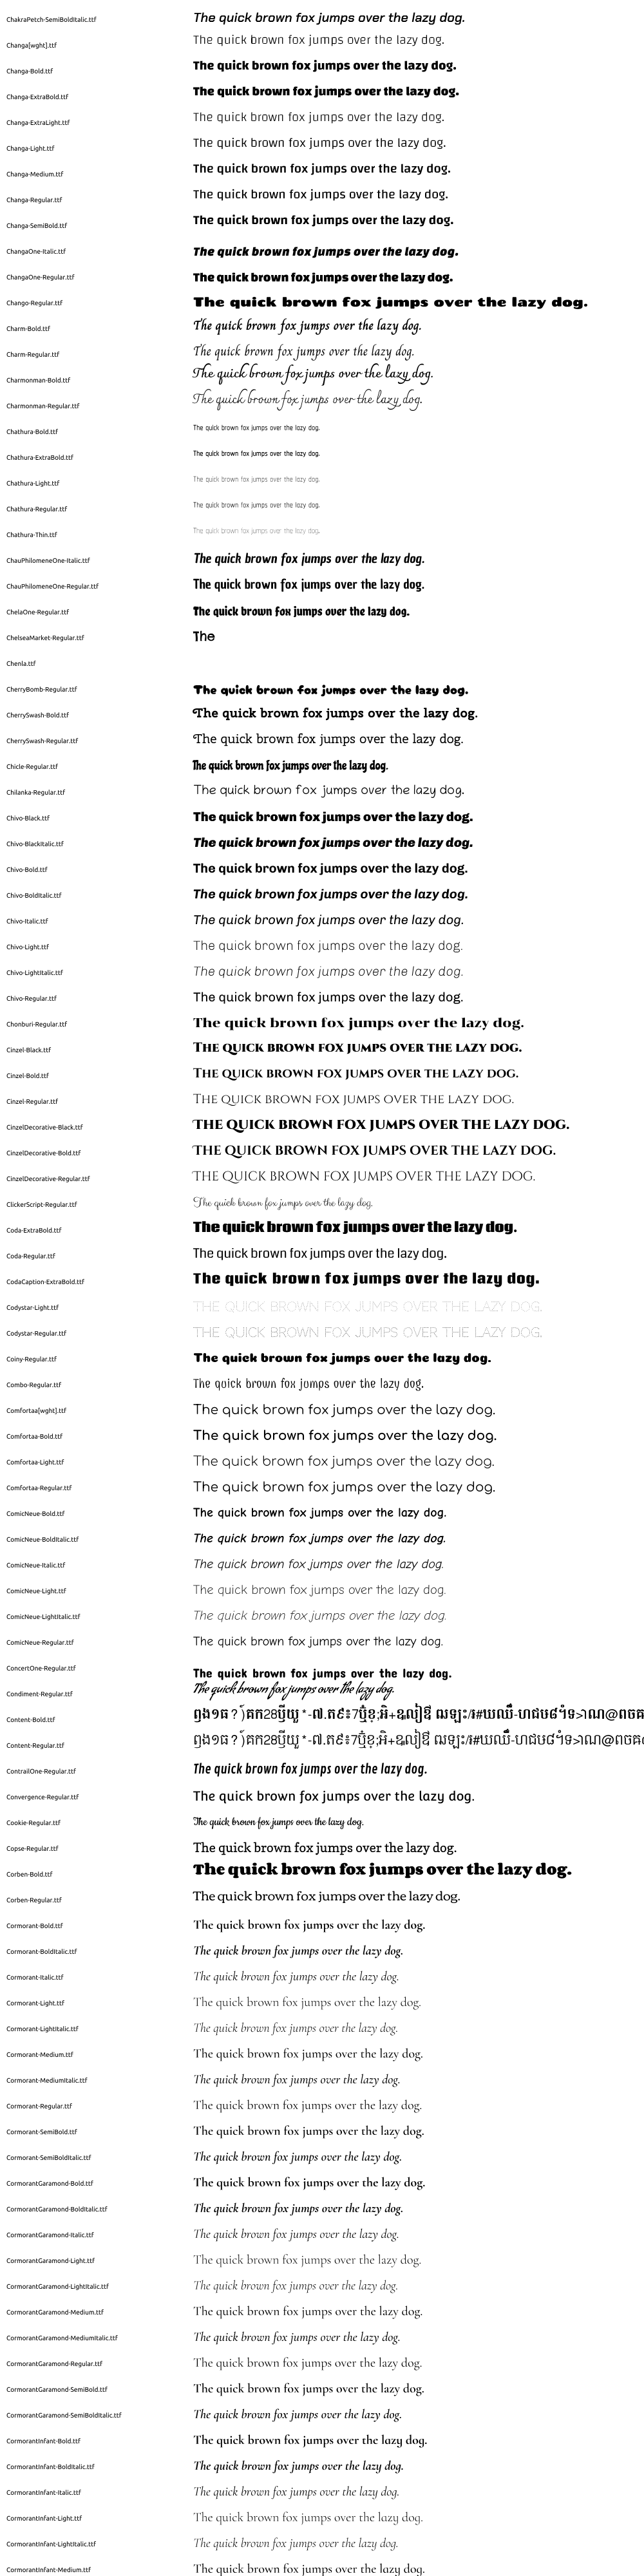 ChakraPetch-SemiBoldItalic.ttf The quick brown fox jumps over the lazy dog.
Changa[wght].ttf The quick brown fox jumps over the lazy dog.
Changa-Bold.ttf The quick brown fox jumps over the lazy dog.
Changa-ExtraBold.ttf The quick brown fox jumps over the lazy dog.
Changa-ExtraLight.ttf The quick brown fox jumps over the lazy dog.
Changa-Light.ttf The quick brown fox jumps over the lazy dog.
Changa-Medium.ttf The quick brown fox jumps over the lazy dog.
Changa-Regular.ttf The quick brown fox jumps over the lazy dog.
Changa-SemiBold.ttf The quick brown fox jumps over the lazy dog.
ChangaOne-Italic.ttf The quick brown fox jumps over the lazy dog.
ChangaOne-Regular.ttf The quick brown fox jumps over the lazy dog.
Chango-Regular.ttf The quick brown fox jumps over the lazy dog.
Charm-Bold.ttf The quick brown fox jumps over the lazy dog.
Charm-Regular.ttf The quick brown fox jumps over the lazy dog.
Charmonman-Bold.ttf The quick brown fox jumps over the lazy dog.
Charmonman-Regular.ttf The quick brown fox jumps over the lazy dog.
Chathura-Bold.ttf The quick brown fox jumps over the lazy dog.
Chathura-ExtraBold.ttf The quick brown fox jumps over the lazy dog.
Chathura-Light.ttf The quick brown fox jumps over the lazy dog.
Chathura-Regular.ttf The quick brown fox jumps over the lazy dog.
Chathura-Thin.ttf The quick brown fox jumps over the lazy dog.
ChauPhilomeneOne-Italic.ttf The quick brown fox jumps over the lazy dog.
ChauPhilomeneOne-Regular.ttf The quick brown fox jumps over the lazy dog.
ChelaOne-Regular.ttf The quick brown fox jumps over the lazy dog.
ChelseaMarket-Regular.ttf The
Chenla.ttf
CherryBomb-Regular.ttf The quick brown fox jumps over the lazy dog.
CherrySwash-Bold.ttf The quick brown fox jumps over the lazy dog.
CherrySwash-Regular.ttf The quick brown fox jumps over the lazy dog.
Chicle-Regular.ttf The quick brown fox jumps over the lazy dog.
Chilanka-Regular.ttf The quick brown fox jumps over the lazy dog.
Chivo-Black.ttf The quick brown fox jumps over the lazy dog.
Chivo-BlackItalic.ttf The quick brown fox jumps over the lazy dog.
Chivo-Bold.ttf The quick brown fox jumps over the lazy dog.
Chivo-BoldItalic.ttf The quick brown fox jumps over the lazy dog.
Chivo-Italic.ttf The quick brown fox jumps over the lazy dog.
Chivo-Light.ttf The quick brown fox jumps over the lazy dog.
Chivo-LightItalic.ttf The quick brown fox jumps over the lazy dog.
Chivo-Regular.ttf The quick brown fox jumps over the lazy dog.
Chonburi-Regular.ttf The quick brown fox jumps over the lazy dog.
Cinzel-Black.ttf The quick brown fox jumps over the lazy dog.
Cinzel-Bold.ttf The quick brown fox jumps over the lazy dog.
Cinzel-Regular.ttf The quick brown fox jumps over the lazy dog.
CinzelDecorative-Black.ttf The quick brown fox jumps over the lazy dog.
CinzelDecorative-Bold.ttf The quick brown fox jumps over the lazy dog.
CinzelDecorative-Regular.ttf The quick brown fox jumps over the lazy dog.
ClickerScript-Regular.ttf The quick brown fox jumps over the lazy dog.
Coda-ExtraBold.ttf The quick brown fox jumps over the lazy dog.
Coda-Regular.ttf The quick brown fox jumps over the lazy dog.
CodaCaption-ExtraBold.ttf The quick brown fox jumps over the lazy dog.
Codystar-Light.ttf THE QUICK BROWN FOX JUMPS OVER THE LAZY DOG.
Codystar-Regular.ttf THE QUICK BROWN FOX JUMPS OVER THE LAZY DOG.
Coiny-Regular.ttf The quick brown fox jumps over the lazy dog.
Combo-Regular.ttf The quick brown fox jumps over the lazy dog.
Comfortaa[wght].ttf The quick brown fox jumps over the lazy dog.
Comfortaa-Bold.ttf The quick brown fox jumps over the lazy dog.
Comfortaa-Light.ttf The quick brown fox jumps over the lazy dog.
Comfortaa-Regular.ttf The quick brown fox jumps over the lazy dog.
ComicNeue-Bold.ttf The quick brown fox jumps over the lazy dog.
ComicNeue-BoldItalic.ttf The quick brown fox jumps over the lazy dog.
ComicNeue-Italic.ttf The quick brown fox jumps over the lazy dog.
ComicNeue-Light.ttf The quick brown fox jumps over the lazy dog.
ComicNeue-LightItalic.ttf The quick brown fox jumps over the lazy dog.
ComicNeue-Regular.ttf The quick brown fox jumps over the lazy dog.
ConcertOne-Regular.ttf The quick brown fox jumps over the lazy dog.
Condiment-Regular.ttf The quick brown fox jumps over the lazy dog.
Content-Bold.ttf
Content-Regular.ttf
ContrailOne-Regular.ttf The quick brown fox jumps over the lazy dog.
Convergence-Regular.ttf The quick brown fox jumps over the lazy dog.
Cookie-Regular.ttf The quick brown fox jumps over the lazy dog.
Copse-Regular.ttf The quick brown fox jumps over the lazy dog.
Corben-Bold.ttf The quick brown fox jumps over the lazy dog.
Corben-Regular.ttf The quick brown fox jumps over the lazy dog.
Cormorant-Bold.ttf The quick brown fox jumps over the lazy dog.
Cormorant-BoldItalic.ttf The quick brown fox jumps over the lazy dog.
Cormorant-Italic.ttf The quick brown fox jumps over the lazy dog.
Cormorant-Light.ttf The quick brown fox jumps over the lazy dog.
Cormorant-LightItalic.ttf The quick brown fox jumps over the lazy dog.
Cormorant-Medium.ttf The quick brown fox jumps over the lazy dog.
Cormorant-MediumItalic.ttf The quick brown fox jumps over the lazy dog.
Cormorant-Regular.ttf The quick brown fox jumps over the lazy dog.
Cormorant-SemiBold.ttf The quick brown fox jumps over the lazy dog.
Cormorant-SemiBoldItalic.ttf The quick brown fox jumps over the lazy dog.
CormorantGaramond-Bold.ttf The quick brown fox jumps over the lazy dog.
CormorantGaramond-BoldItalic.ttf The quick brown fox jumps over the lazy dog.
CormorantGaramond-Italic.ttf The quick brown fox jumps over the lazy dog.
CormorantGaramond-Light.ttf The quick brown fox jumps over the lazy dog.
CormorantGaramond-LightItalic.ttf The quick brown fox jumps over the lazy dog.
CormorantGaramond-Medium.ttf The quick brown fox jumps over the lazy dog.
CormorantGaramond-MediumItalic.ttf The quick brown fox jumps over the lazy dog.
CormorantGaramond-Regular.ttf The quick brown fox jumps over the lazy dog.
CormorantGaramond-SemiBold.ttf The quick brown fox jumps over the lazy dog.
CormorantGaramond-SemiBoldItalic.ttf The quick brown fox jumps over the lazy dog.
CormorantInfant-Bold.ttf The quick brown fox jumps over the lazy dog.
CormorantInfant-BoldItalic.ttf The quick brown fox jumps over the lazy dog.
CormorantInfant-Italic.ttf The quick brown fox jumps over the lazy dog.
CormorantInfant-Light.ttf The quick brown fox jumps over the lazy dog.
CormorantInfant-LightItalic.ttf The quick brown fox jumps over the lazy dog.
CormorantInfant-Medium.ttf The quick brown fox jumps over the lazy dog.